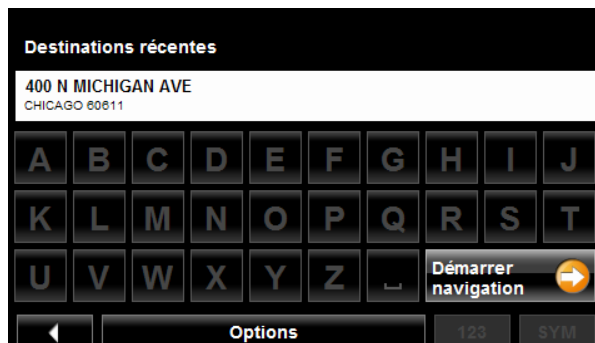 Destinations récentes
400 N MICHIGAN AVE
CHICAGO 60611
A B C D E F G H I J
K L M N O P Q R S T
U V W X Y Z ⎵
Démarrer
navigation
Options 123 SYM